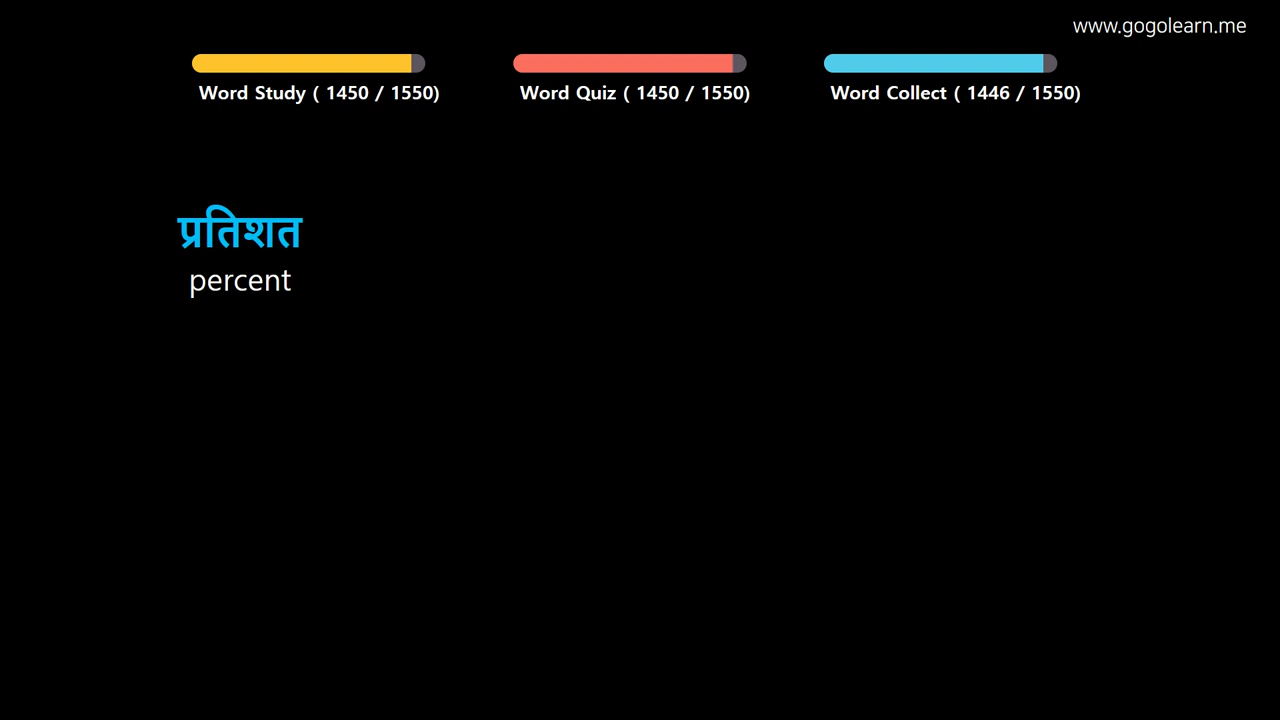 www.gogolearn.me
Word Study ( 1450 / 1550)
Word Quiz ( 1450 / 1550)
Word Collect ( 1446 / 1550)
प्रतिशत
percent